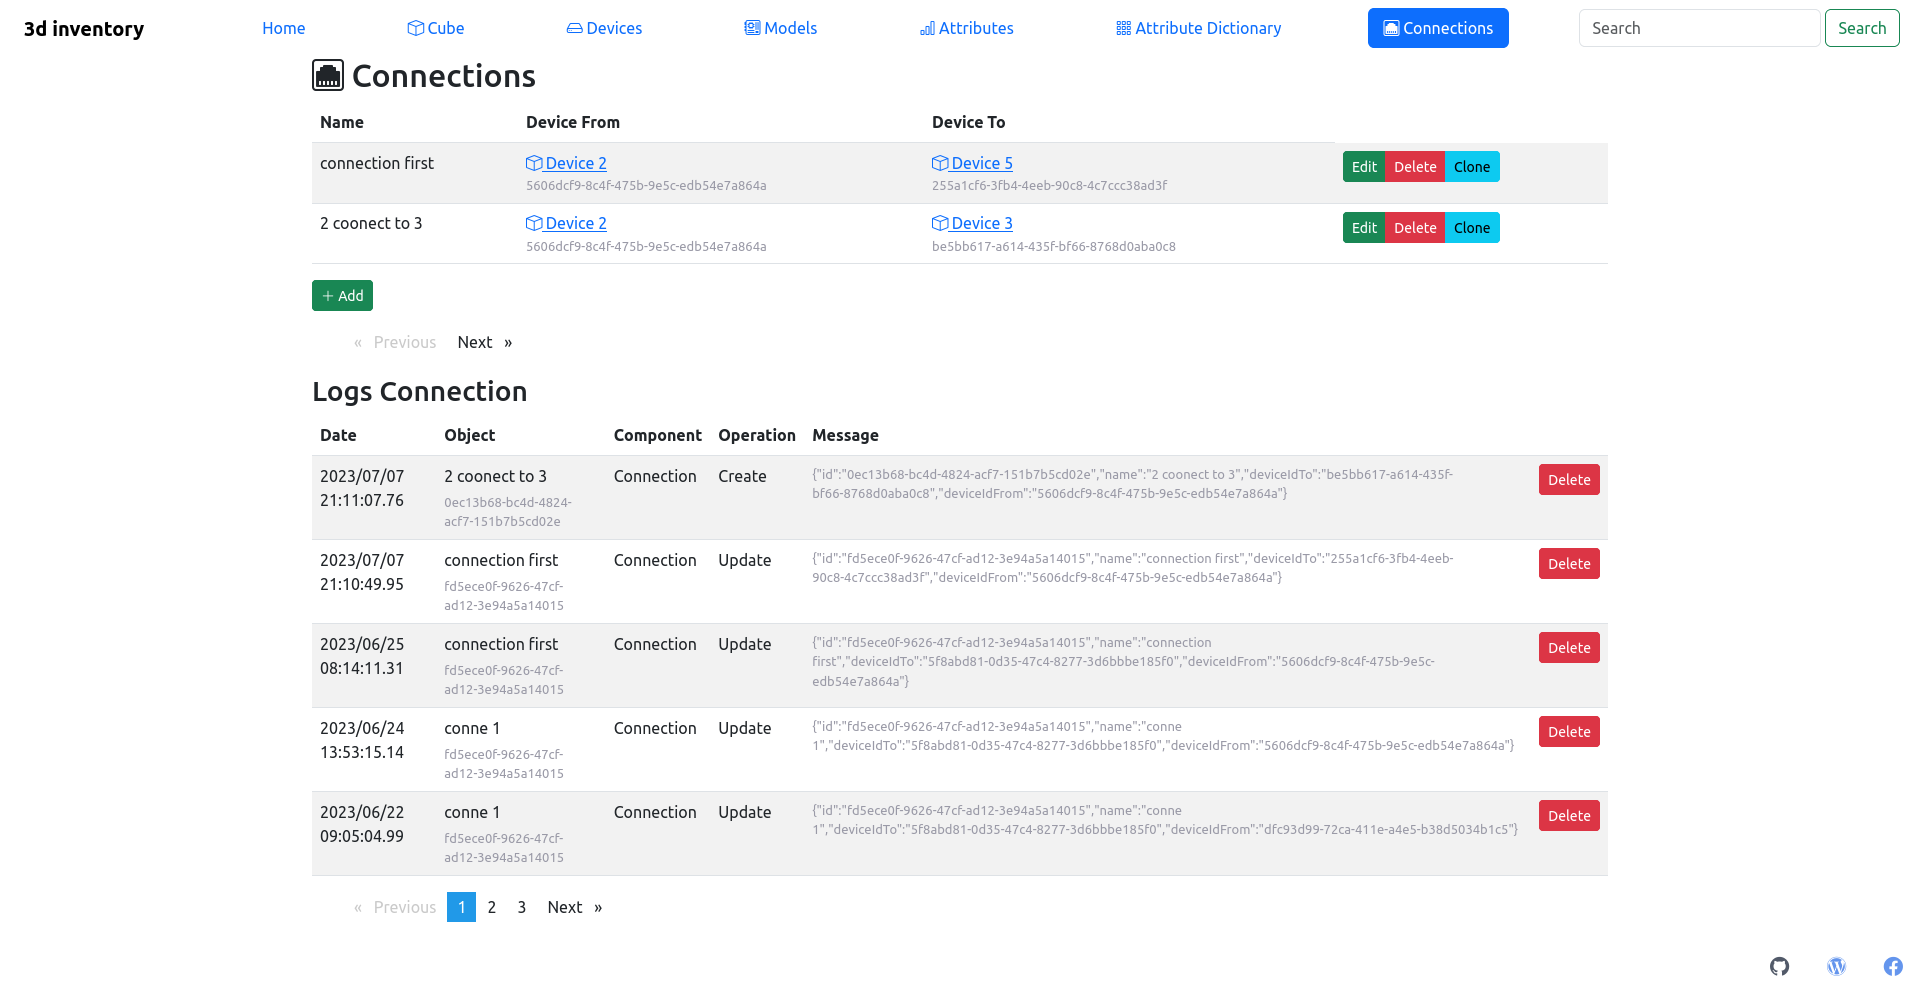 3d inventory Home Cube Devices Models Attributes Attribute Dictionary Connections Search Search
Connections
Name Device From Device To
connection first Device 2 Device 5 Edit Delete Clone
5606dcf9-8c4f-475b-9e5c-edb54e7a864a 255a1cf6-3fb4-4eeb-90c8-4c7ccc38ad3f
2 coonect to 3 Device 2 Device 3 Edit Delete Clone
5606dcf9-8c4f-475b-9e5c-edb54e7a864a be5bb617-a614-435f-bf66-8768d0aba0c8
+ Add
« Previous Next »
Logs Connection
Date Object Component Operation Message
2023/07/07 2 coonect to 3 Connection Create {"id":"0ec13b68-bc4d-4824-acf7-151b7b5cd02e","name":"2 coonect to 3","deviceIdTo":"be5bb617-a614-435f- Delete
21:11:07.76 0ec13b68-bc4d-4824- bf66-8768d0aba0c8","deviceIdFrom":"5606dcf9-8c4f-475b-9e5c-edb54e7a864a"}
acf7-151b7b5cd02e
2023/07/07 connection first Connection Update {"id":"fd5ece0f-9626-47cf-ad12-3e94a5a14015","name":"connection first","deviceIdTo":"255a1cf6-3fb4-4eeb- Delete
21:10:49.95 fd5ece0f-9626-47cf- 90c8-4c7ccc38ad3f","deviceIdFrom":"5606dcf9-8c4f-475b-9e5c-edb54e7a864a"}
ad12-3e94a5a14015
2023/06/25 connection first Connection Update {"id":"fd5ece0f-9626-47cf-ad12-3e94a5a14015","name":"connection Delete
08:14:11.31 fd5ece0f-9626-47cf- first","deviceIdTo":"5f8abd81-0d35-47c4-8277-3d6bbbe185f0","deviceIdFrom":"5606dcf9-8c4f-475b-9e5c-
ad12-3e94a5a14015 edb54e7a864a"}
2023/06/24 conne 1 Connection Update {"id":"fd5ece0f-9626-47cf-ad12-3e94a5a14015","name":"conne Delete
13:53:15.14 fd5ece0f-9626-47cf- 1","deviceIdTo":"5f8abd81-0d35-47c4-8277-3d6bbbe185f0","deviceIdFrom":"5606dcf9-8c4f-475b-9e5c-edb54e7a864a"}
ad12-3e94a5a14015
2023/06/22 conne 1 Connection Update {"id":"fd5ece0f-9626-47cf-ad12-3e94a5a14015","name":"conne Delete
09:05:04.99 fd5ece0f-9626-47cf- 1","deviceIdTo":"5f8abd81-0d35-47c4-8277-3d6bbbe185f0","deviceIdFrom":"dfc93d99-72ca-411e-a4e5-b38d5034b1c5"}
ad12-3e94a5a14015
« Previous 1 2 3 Next »